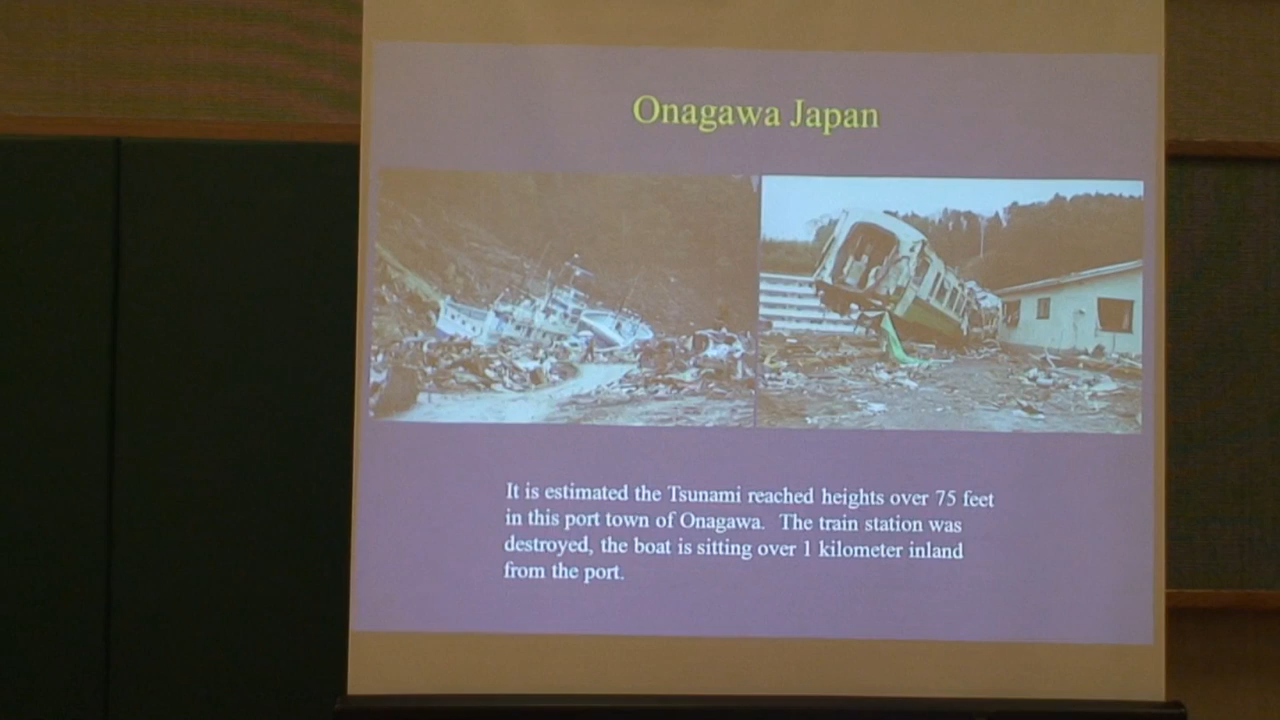 Onagawa Japan
It is estimated the Tsunami reached heights over 75 feet
in this port town of Onagawa.  The train station was
destroyed, the boat is sitting over 1 kilometer inland
from the port.